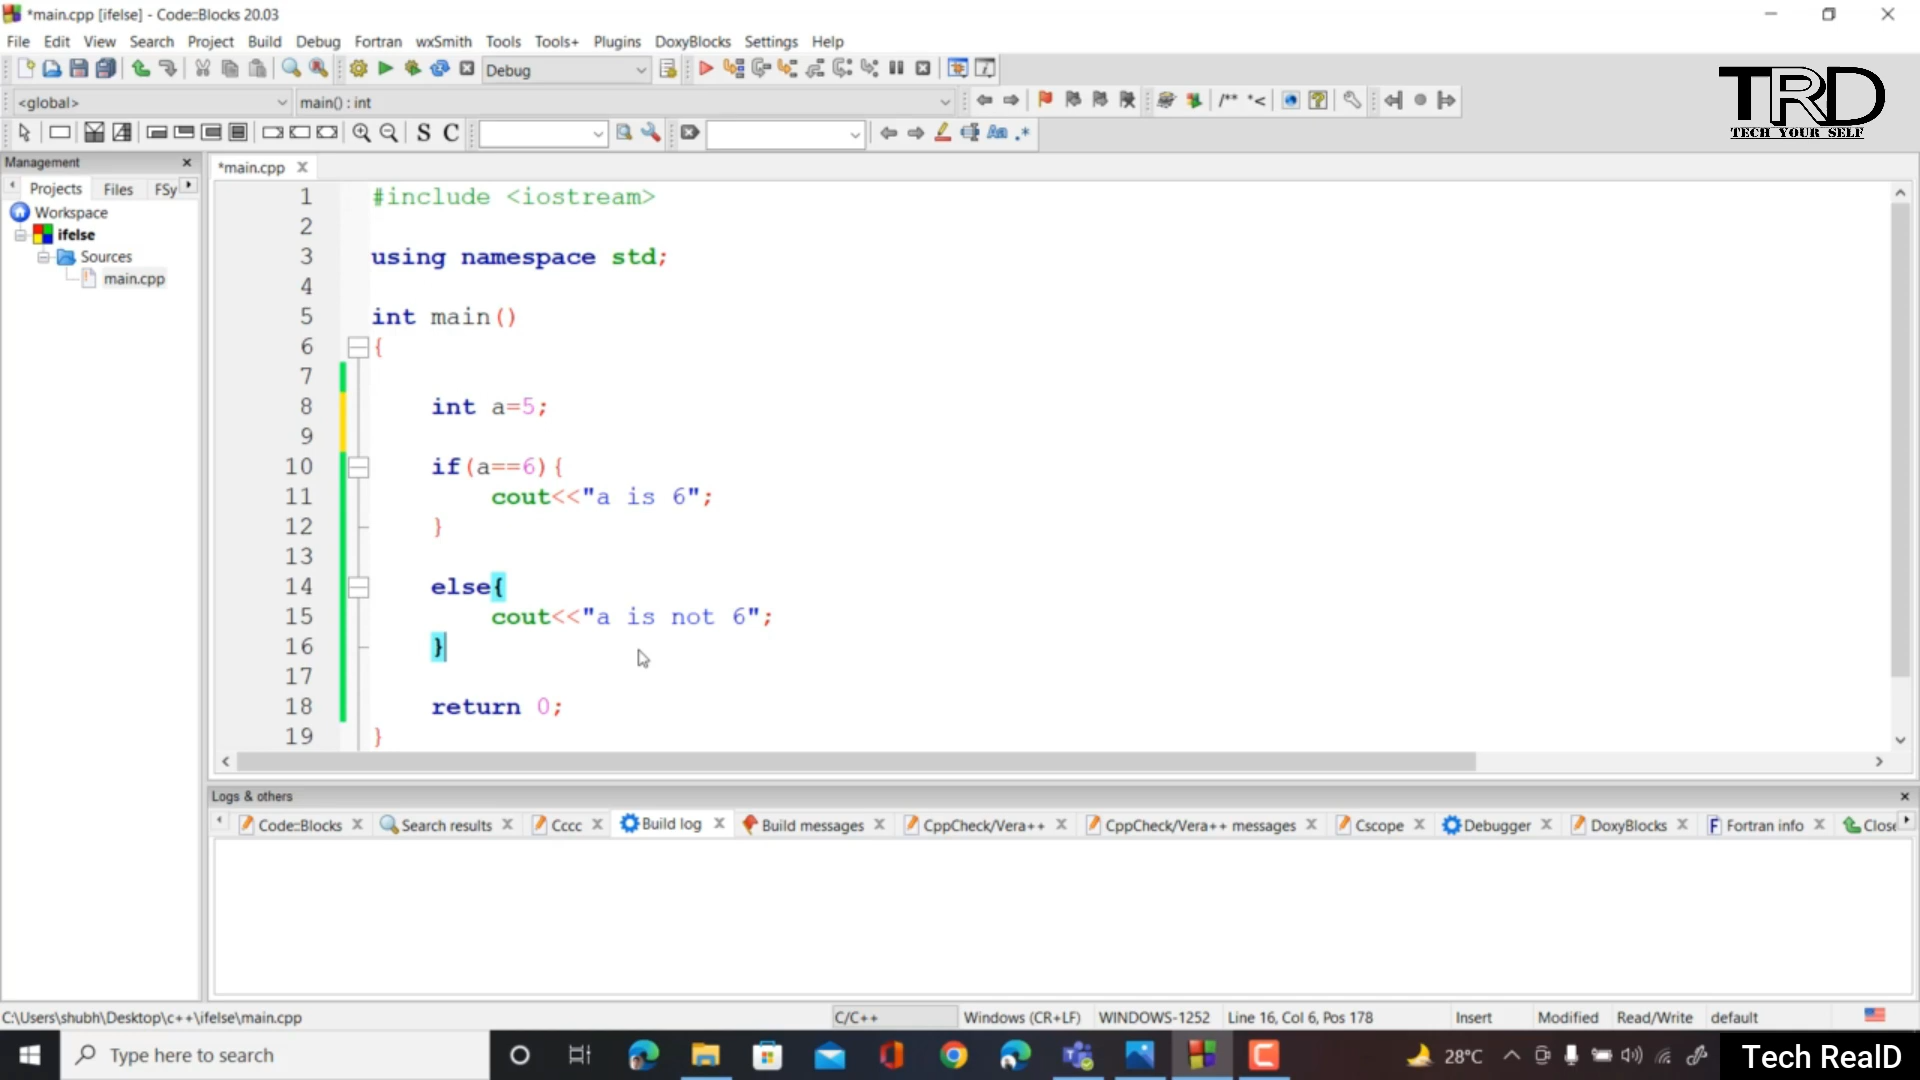 *main.cpp [ifelse] - Code::Blocks 20.03
File Edit View Search Project Build Debug Fortran wxSmith Tools Tools+ Plugins DoxyBlocks Settings Help
Debug
<global> main() : int
/** *<
S C Aa .*
TRD
TECH YOUR SELF
Management
*main.cpp
Projects Files FSy
Workspace
ifelse
Sources
main.cpp
1 #include <iostream>
2
3 using namespace std;
4
5 int main()
6 {
7
8 int a=5;
9
10 if(a==6){
11 cout<<"a is 6";
12 }
13
14 else{
15 cout<<"a is not 6";
16 }
17
18 return 0;
19 }
Logs & others
Code::Blocks Search results Cccc Build log Build messages CppCheck/Vera++ CppCheck/Vera++ messages Cscope Debugger DoxyBlocks Fortran info Close
C:\Users\shubh\Desktop\c++\ifelse\main.cpp C/C++ Windows (CR+LF) WINDOWS-1252 Line 16, Col 6, Pos 178 Insert Modified Read/Write default
Type here to search 28°C Tech RealD